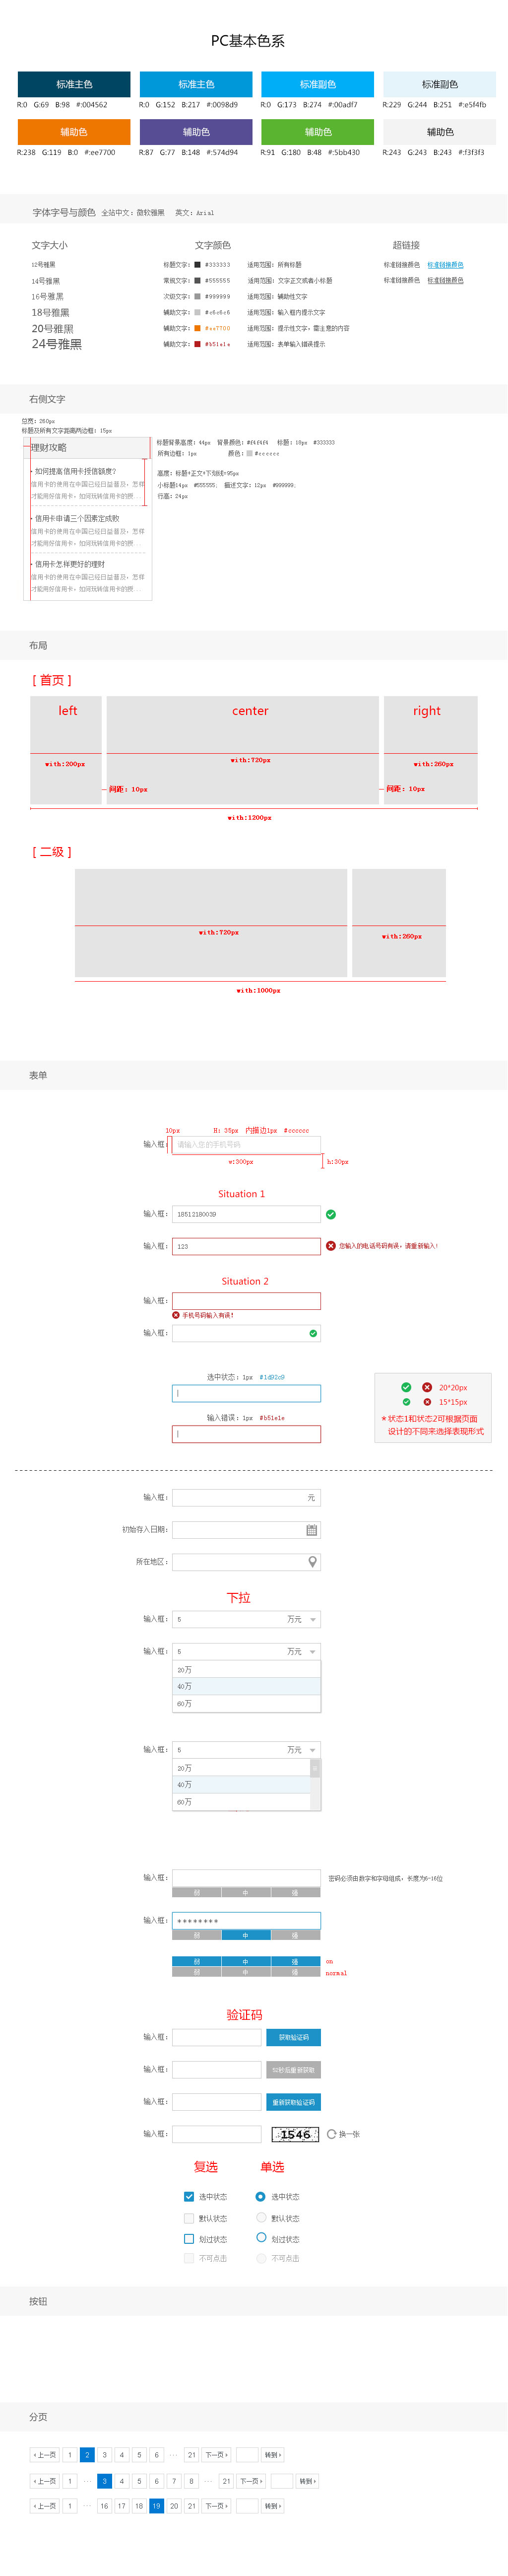 PC基本色系
标准主色 标准主色 标准副色 标准副色
R:0 G:69 B:98 #:004562 R:0 G:152 B:217 #:0098d9 R:0 G:173 B:274 #:00adf7 R:229 G:244 B:251 #:e5f4fb
辅助色 辅助色 辅助色 辅助色
R:238 G:119 B:0 #:ee7700 R:87 G:77 B:148 #:574d94 R:91 G:180 B:48 #:5bb430 R:243 G:243 B:243 #:f3f3f3
字体字号与颜色 全站中文：微软雅黑 英文：Arial
文字大小 文字颜色 超链接
12号雅黑 标题文字： #333333 适用范围：所有标题 标准链接颜色 标准链接颜色
14号雅黑 常规文字： #555555 适用范围：文字正文或表小标题 标准链接颜色 标准链接颜色
16号雅黑 次级文字： #999999 适用范围：辅助性文字
18号雅黑 辅助文字： #c6c6c6 适用范围：输入框内提示文字
20号雅黑 辅助文字： #ee7700 适用范围：提示性文字，需注意的内容
24号雅黑 辅助文字： #b51e1e 适用范围：表单输入错误提示
右侧文字
总宽：260px
标题及所有文字距离两边框：15px
理财攻略 标题背景高度：44px 背景颜色：#f4f4f4 标题：18px #333333
所有边框：1px 颜色： #cccccc
如何提高信用卡授信额度？ 高度：标题+正文+下划线=95px
信用卡的使用在中国已经日益普及，怎样 小标题14px #555555； 描述文字：12px #999999；
才能用好信用卡，如何玩转信用卡的授... 行高：24px
信用卡申请三个因素定成败
信用卡的使用在中国已经日益普及，怎样
才能用好信用卡，如何玩转信用卡的授...
信用卡怎样更好的理财
信用卡的使用在中国已经日益普及，怎样
才能用好信用卡，如何玩转信用卡的授...
布局
[ 首页 ]
left center right
with:200px with:720px with:260px
间距：10px 间距：10px
with:1200px
[ 二级 ]
with:720px with:260px
with:1000px
表单
10px H：35px 内描边1px #cccccc
输入框： 请输入您的手机号码
w:300px h:30px
Situation 1
输入框： 18512180039
输入框： 123 您输入的电话号码有误，请重新输入！
Situation 2
输入框：
手机号码输入有误！
输入框：
选中状态：1px #1d92c9
输入错误：1px #b51e1e
20*20px
15*15px
*状态1和状态2可根据页面
设计的不同来选择表现形式
输入框： 元
初始存入日期：
所在地区：
下拉
输入框： 5 万元
输入框： 5 万元
20万
40万
60万
输入框： 5 万元
20万
40万
60万
输入框： 密码必须由数字和字母组成，长度为6-16位
弱 中 强
输入框： ********
弱 中 强
弱 中 强 on
弱 中 强 normal
验证码
输入框： 获取验证码
输入框：
输入框： 重新获取验证码
输入框： 1546 换一张
复选 单选
选中状态 选中状态
默认状态 默认状态
划过状态 划过状态
不可点击 不可点击
按钮
分页
上一页 1 2 3 4 5 6 ... 21 下一页 转到
上一页 1 ... 3 4 5 6 7 8 ... 21 下一页 转到
上一页 1 ... 16 17 18 19 20 21 下一页 转到